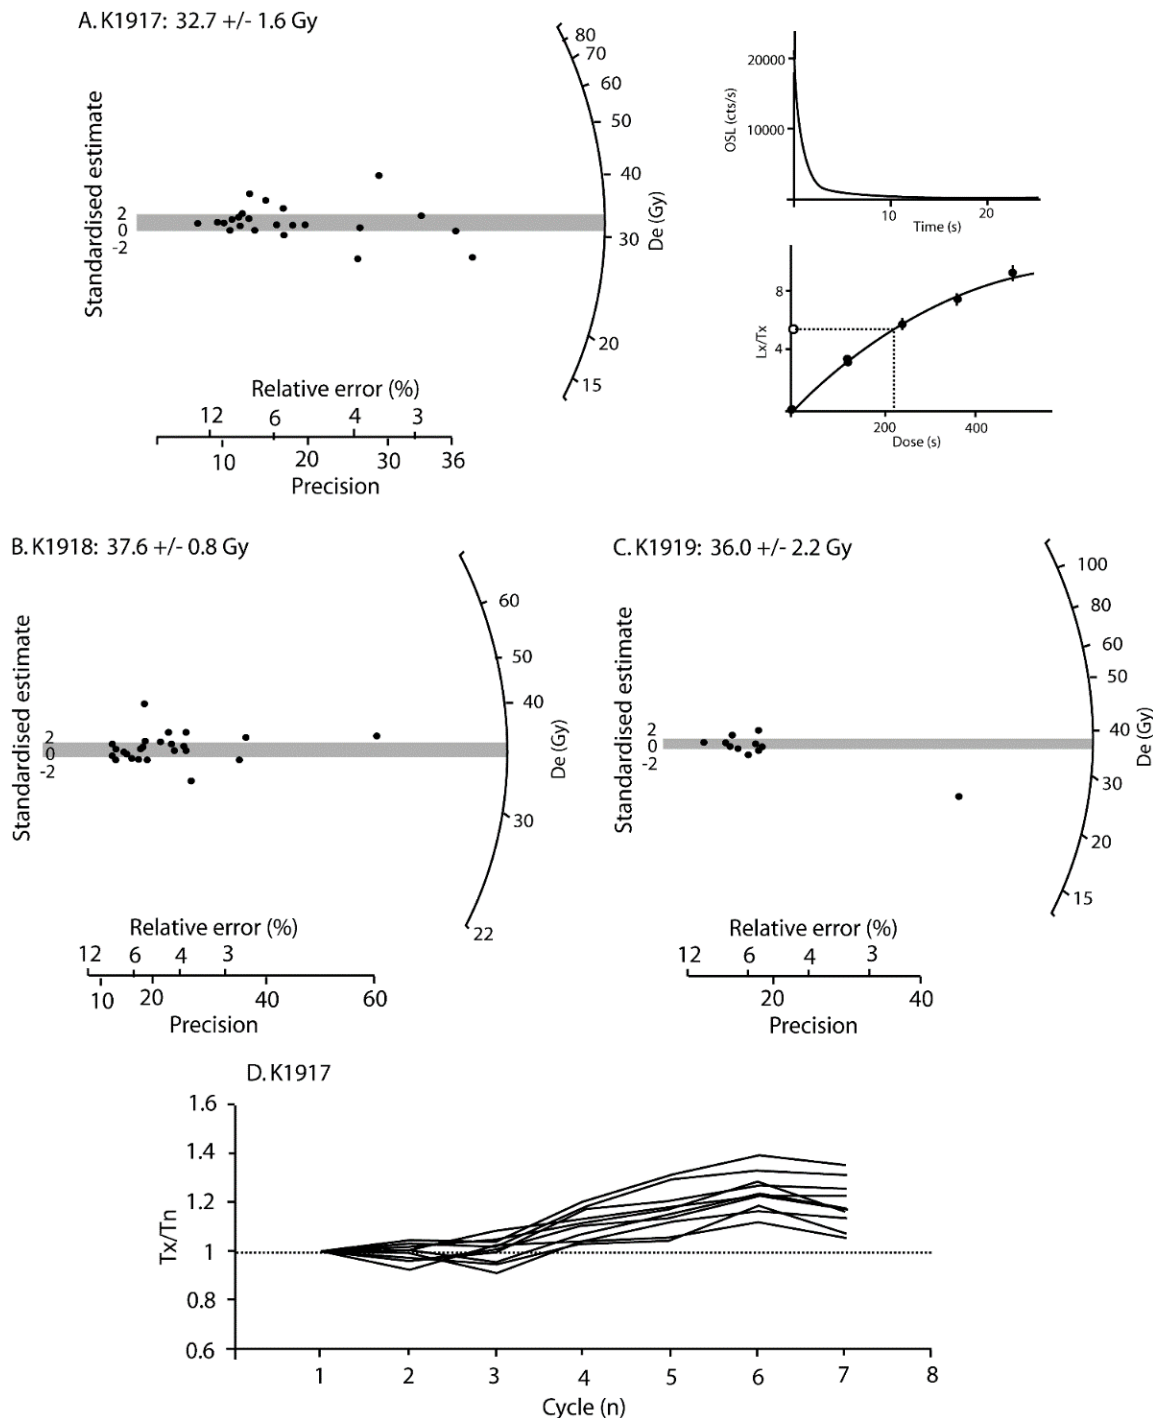 A. K1917: 32.7 +/- 1.6 Gy
Standardised estimate
2
0
-2
80
70
60
50
40
30
20
15
De (Gy)
Relative error (%)
12 6 4 3
10 20 30 36
Precision
OSL (cts/s)
20000
10000
10 20
Time (s)
Lx/Tx
8
4
200 400
Dose (s)
B. K1918: 37.6 +/- 0.8 Gy
Standardised estimate
2
0
-2
60
50
40
30
22
De (Gy)
Relative error (%)
12 6 4 3
10 20 40 60
Precision
C. K1919: 36.0 +/- 2.2 Gy
Standardised estimate
2
0
-2
100
80
60
50
40
30
20
15
De (Gy)
Relative error (%)
12 6 4 3
20 40
Precision
D. K1917
Tx/Tn
1.6
1.4
1.2
1
0.8
0.6
1 2 3 4 5 6 7 8
Cycle (n)